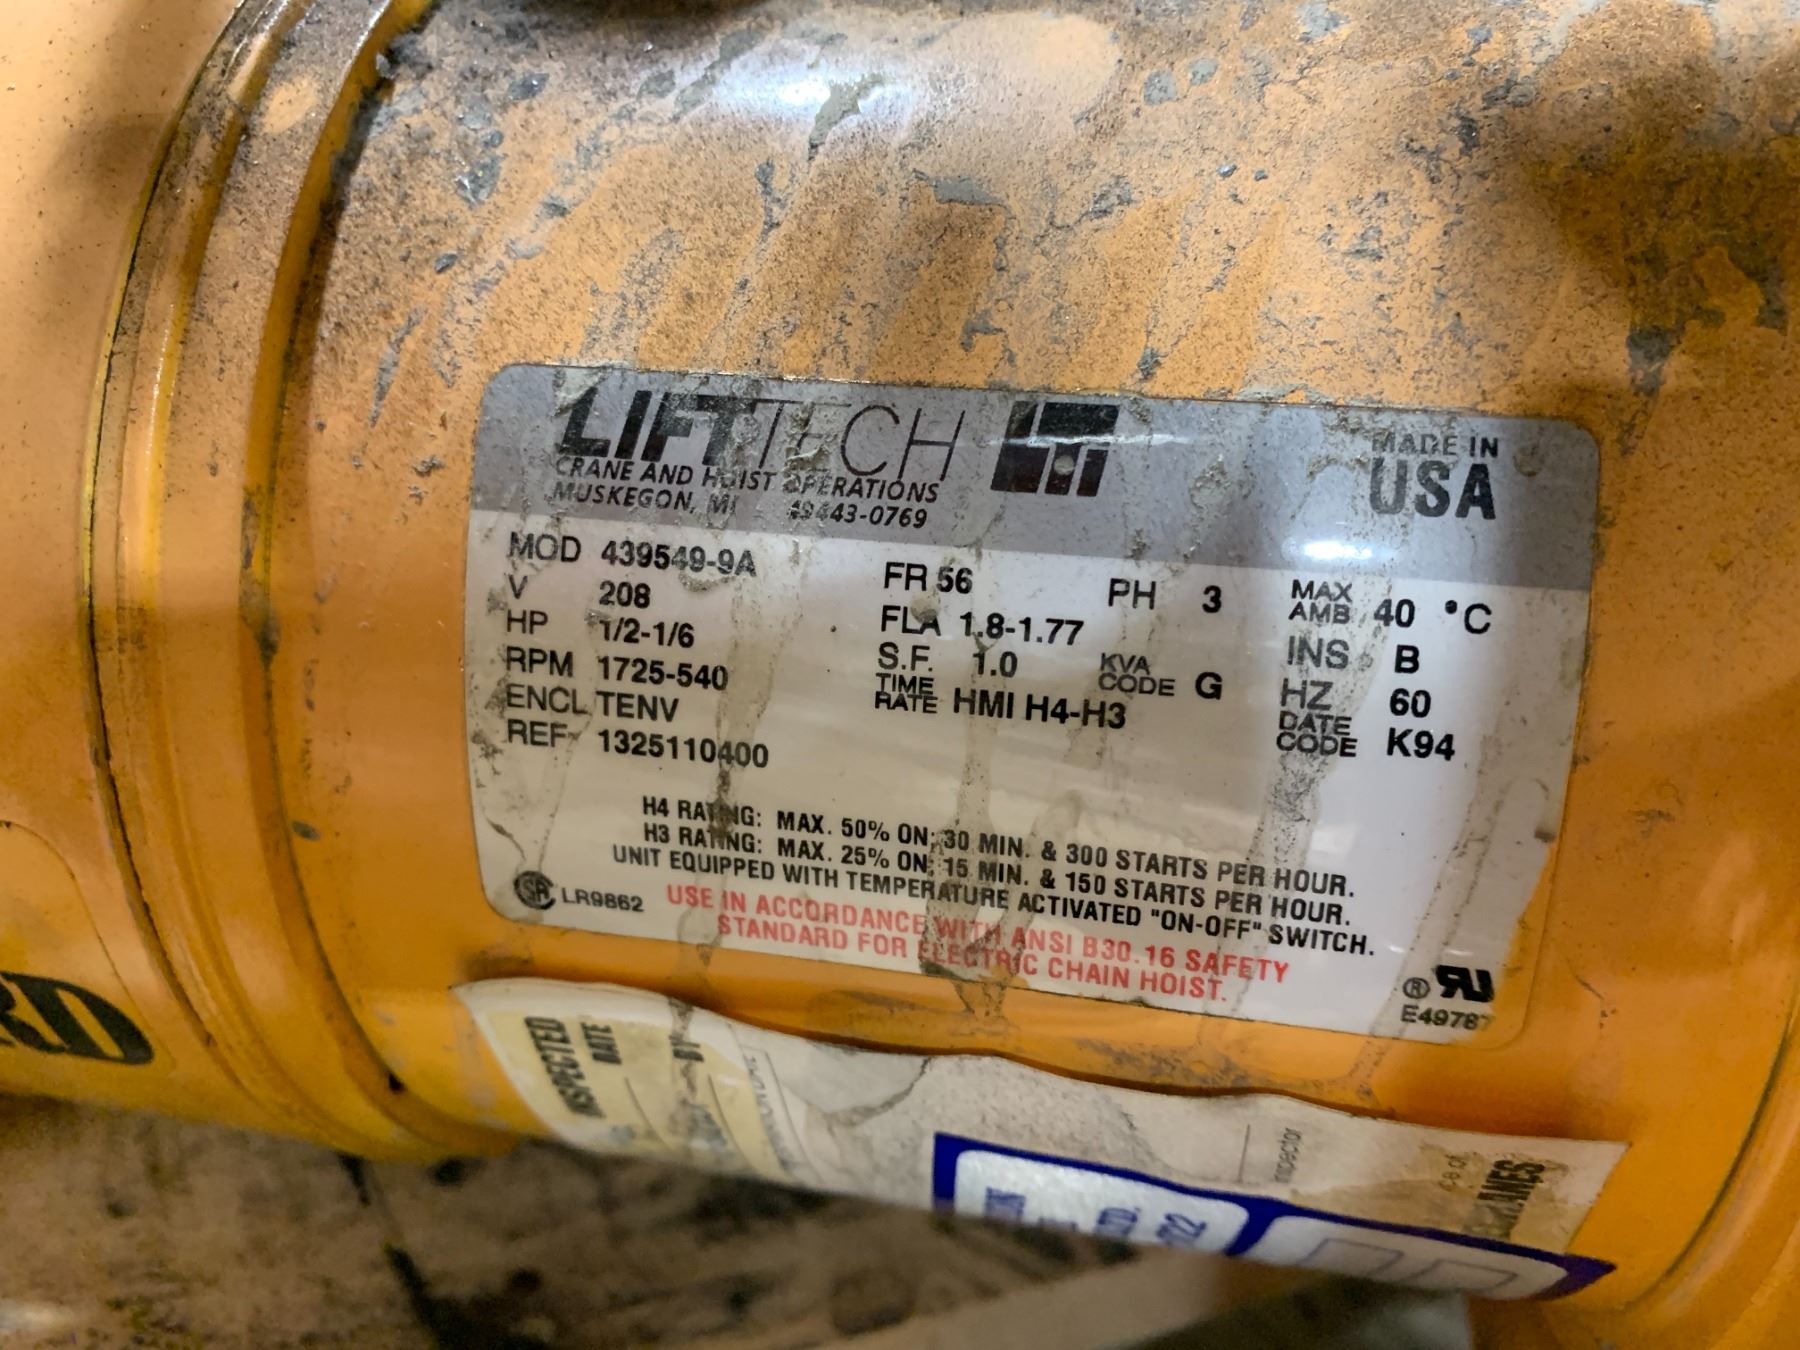 LIFTTECH LTI
CRANE AND HOIST OPERATIONS
MUSKEGON, MI 49443-0769
MADE IN
USA
MOD 439549-9A
V 208
HP 1/2-1/6
RPM 1725-540
ENCL TENV
REF 1325110400
FR 56
FLA 1.8-1.77
S.F. 1.0
TIME
RATE HMI H4-H3
PH 3
KVA
CODE G
MAX
AMB 40 °C
INS B
HZ 60
DATE
CODE K94
H4 RATING: MAX. 50% ON; 30 MIN. & 300 STARTS PER HOUR.
H3 RATING: MAX. 25% ON; 15 MIN. & 150 STARTS PER HOUR.
UNIT EQUIPPED WITH TEMPERATURE ACTIVATED "ON-OFF" SWITCH.
USE IN ACCORDANCE WITH ANSI B30.16 SAFETY
STANDARD FOR ELECTRIC CHAIN HOIST.
SA LR9862
® RU
E49787
INSPECTED
DATE
BY
Inspector